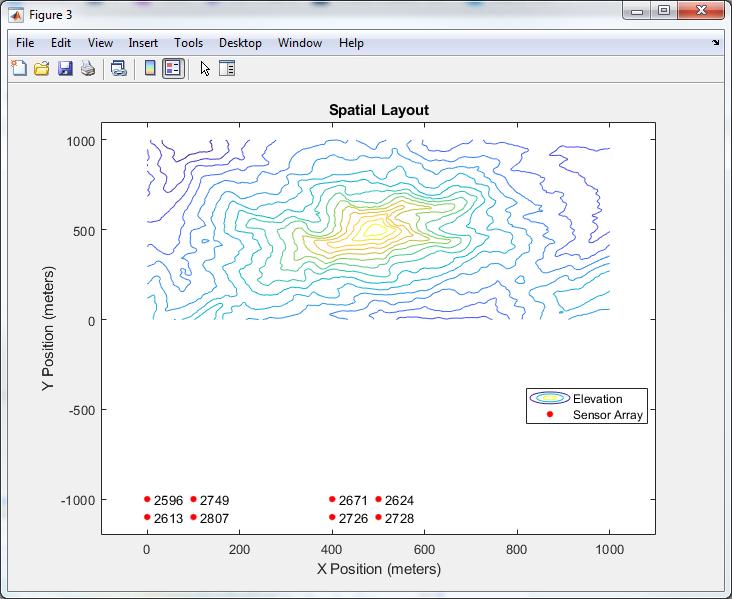 Figure 3
File Edit View Insert Tools Desktop Window Help
Spatial Layout
1000
500
0
-500
-1000
Y Position (meters)
Elevation
Sensor Array
2596 2749 2671 2624
2613 2807 2726 2728
0 200 400 600 800 1000
X Position (meters)